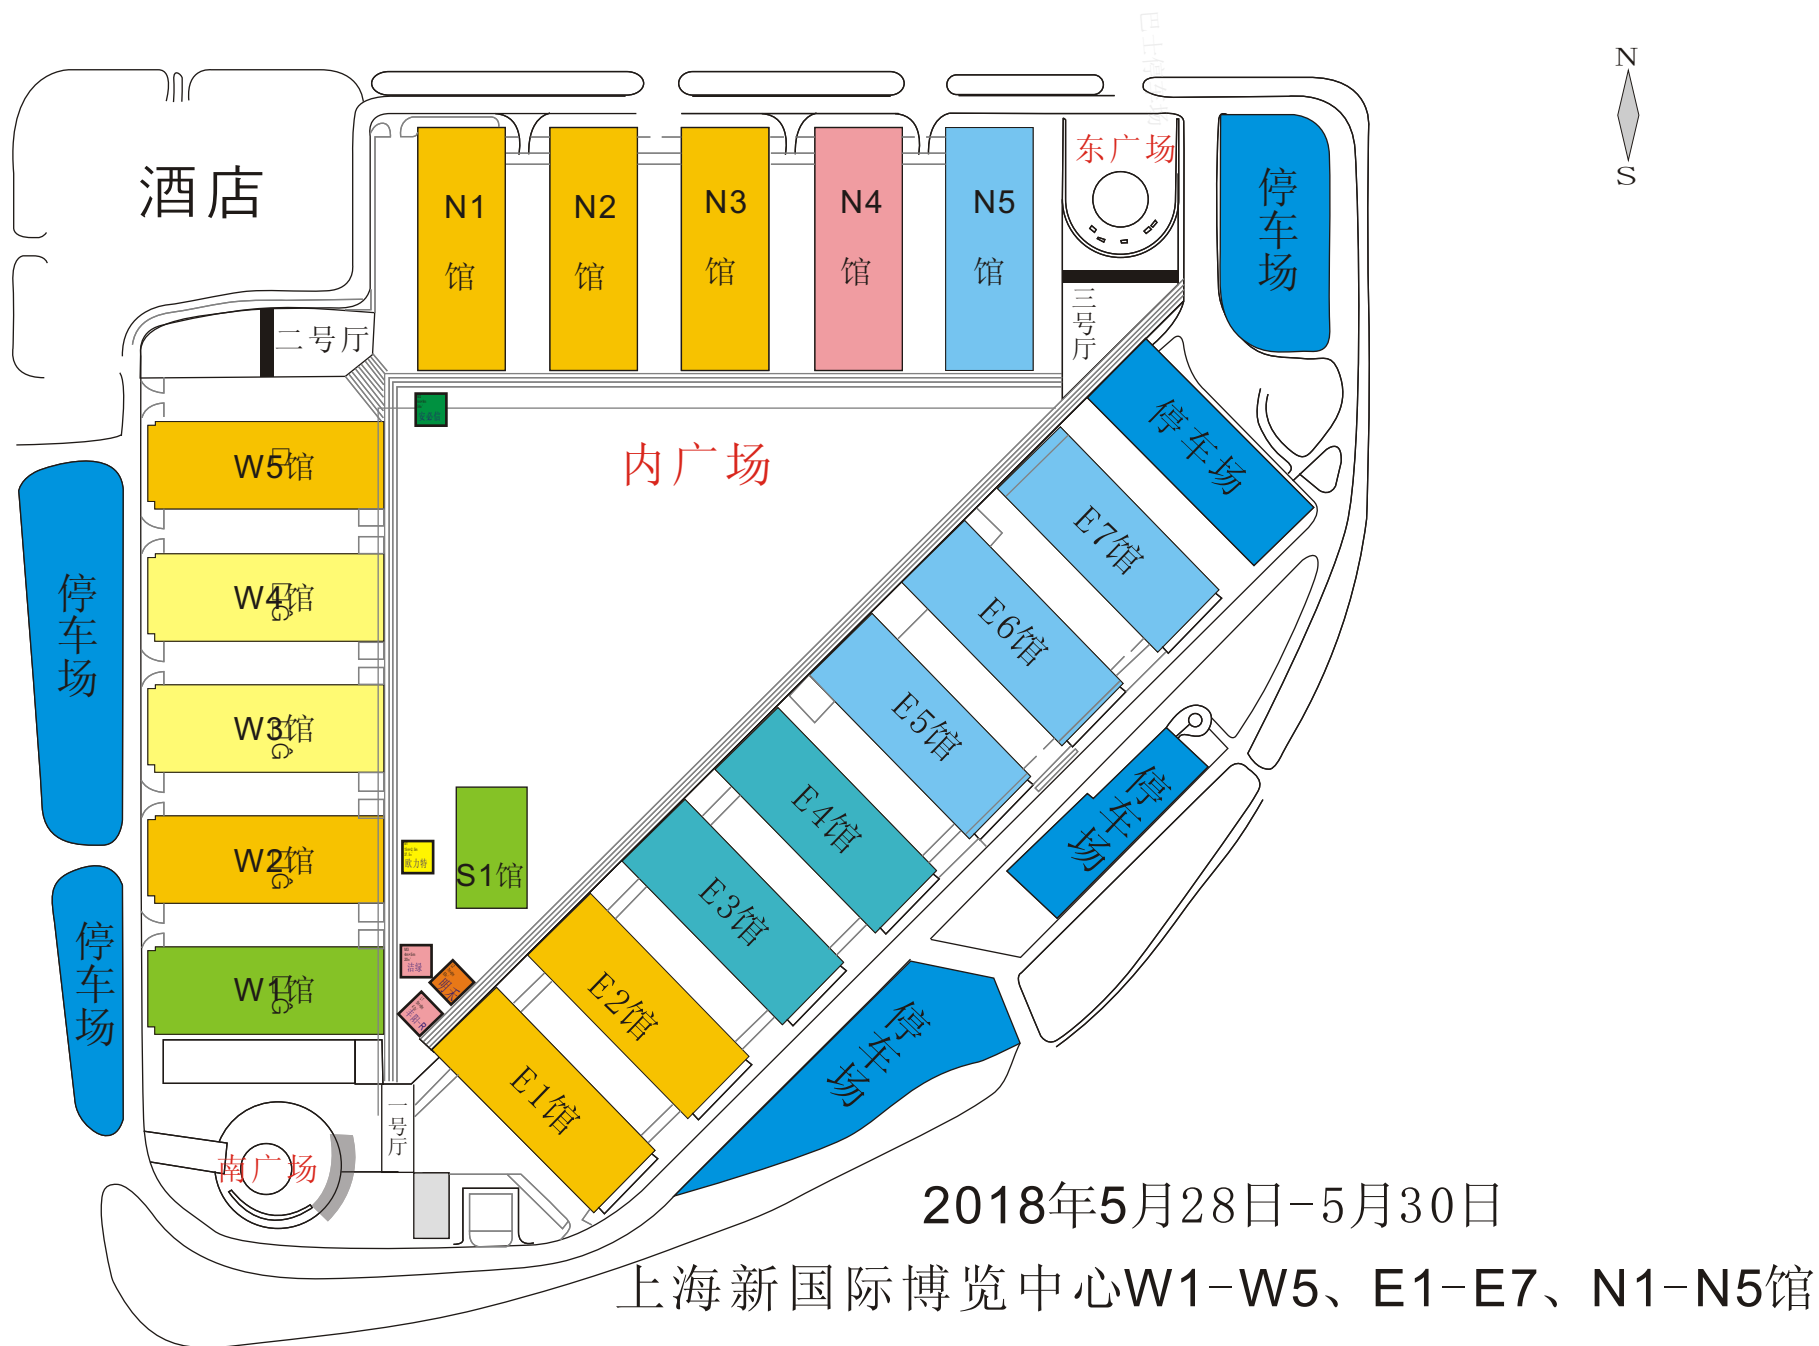 N
S
酒店
东广场
停车场
N1
馆
N2
馆
N3
馆
N4
馆
N5
馆
二号厅
三号厅
停车场
内广场
W5馆
E7馆
W4馆
E6馆
停车场
W3馆
E5馆
停车场
W2馆
欧力特
S1馆
E4馆
E3馆
停车场
W1馆
洁绿
E2馆
停车场
E1馆
一号厅
南广场
2018年5月28日-5月30日
上海新国际博览中心W1-W5、E1-E7、N1-N5馆